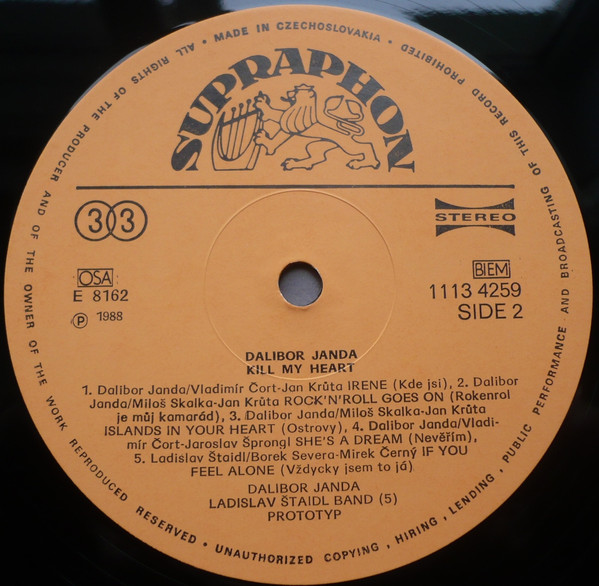 ALL RIGHTS OF THE PRODUCER AND OF THE OWNER OF THE WORK REPRODUCED RESERVED • UNAUTHORIZED COPYING, HIRING, LENDING, PUBLIC PERFORMANCE AND BROADCASTING OF THIS RECORD PROHIBITED • MADE IN CZECHOSLOVAKIA •
SUPRAPHON
33
STEREO
OSA
E 8162
℗ 1988
BIEM
1113 4259
SIDE 2
DALIBOR JANDA
KILL MY HEART
1. Dalibor Janda/Vladimír Čort-Jan Krůta IRENE (Kde jsi), 2. Dalibor
Janda/Miloš Skalka-Jan Krůta ROCK'N'ROLL GOES ON (Rokenrol
je můj kamarád), 3. Dalibor Janda/Miloš Skalka-Jan Krůta
ISLANDS IN YOUR HEART (Ostrovy), 4. Dalibor Janda/Vladi-
mír Čort-Jaroslav Šprongl SHE'S A DREAM (Nevěřím),
5. Ladislav Štaidl/Borek Severa-Mirek Černý IF YOU
FEEL ALONE (Vždycky jsem to já)
DALIBOR JANDA
LADISLAV ŠTAIDL BAND (5)
PROTOTYP